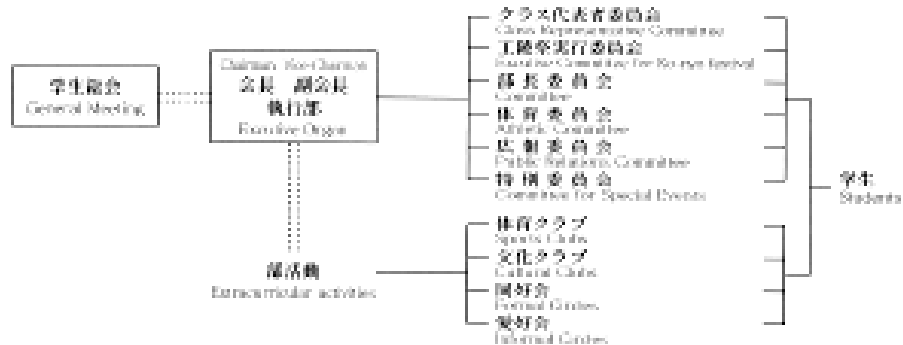 学生総会
General Meeting
Chairman Vice-Chairman
会長 副会長
執行部
Executive Organ
クラス代表者委員会
Class Representative Committee
工陵祭実行委員会
Executive Committee for Festival
部長委員会
Committee
体育委員会
Athletic Committee
広報委員会
Public Relations Committee
特別委員会
Committee for Special Events
部活動
Extracurricular activities
体育クラブ
Sports Clubs
文化クラブ
Cultural Clubs
同好会
Formal Circles
愛好会
Informal Circles
学生
Students